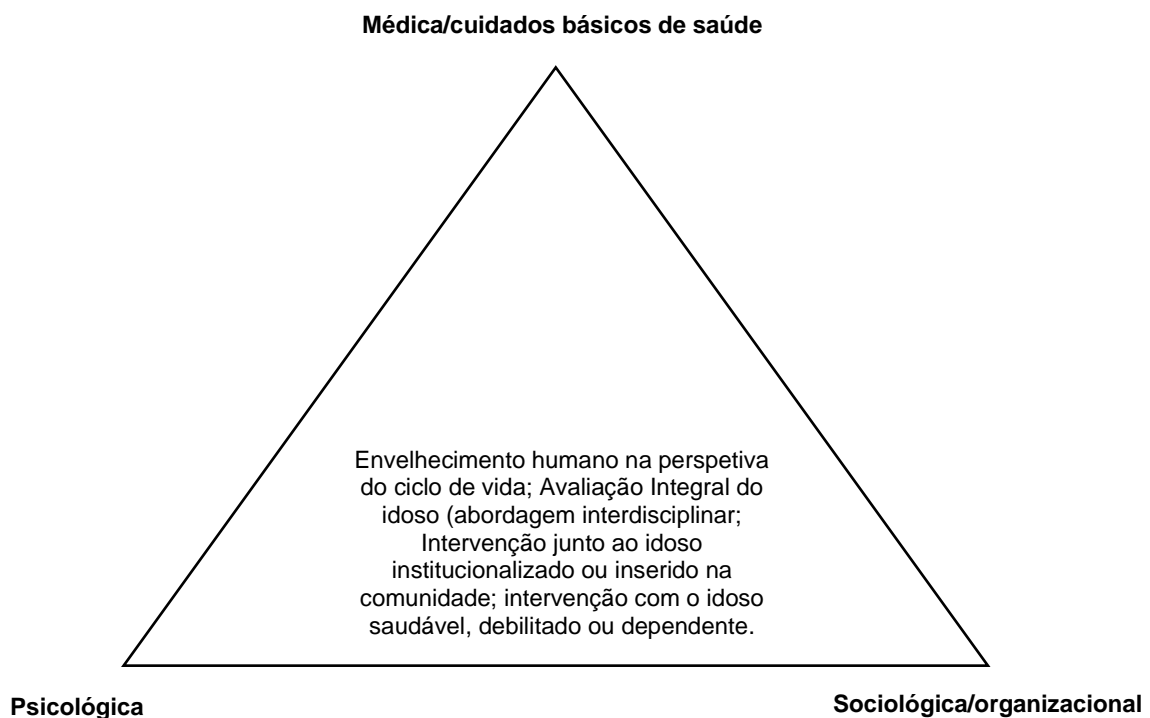 Médica/cuidados básicos de saúde
Envelhecimento humano na perspetiva
do ciclo de vida; Avaliação Integral do
idoso (abordagem interdisciplinar;
Intervenção junto ao idoso
institucionalizado ou inserido na
comunidade; intervenção com o idoso
saudável, debilitado ou dependente.
Psicológica
Sociológica/organizacional